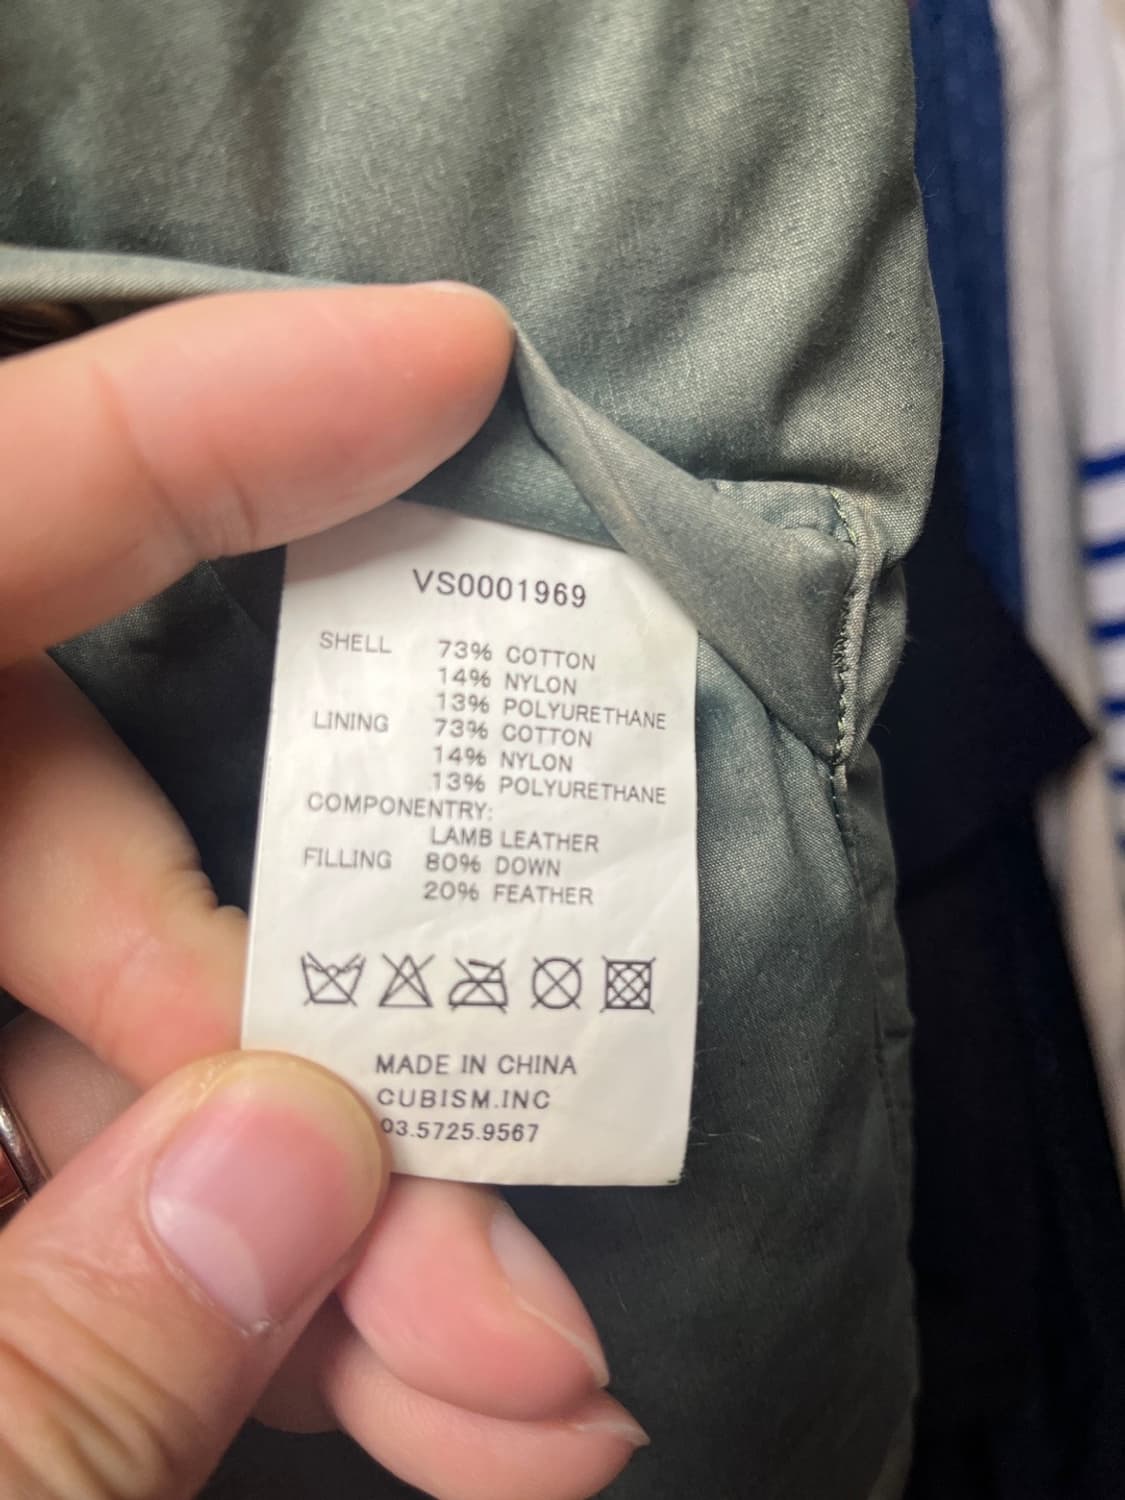 VS0001969
SHELL 73% COTTON
14% NYLON
13% POLYURETHANE
LINING 73% COTTON
14% NYLON
13% POLYURETHANE
COMPONENTRY:
LAMB LEATHER
FILLING 80% DOWN
20% FEATHER
MADE IN CHINA
CUBISM.INC
03.5725.9567